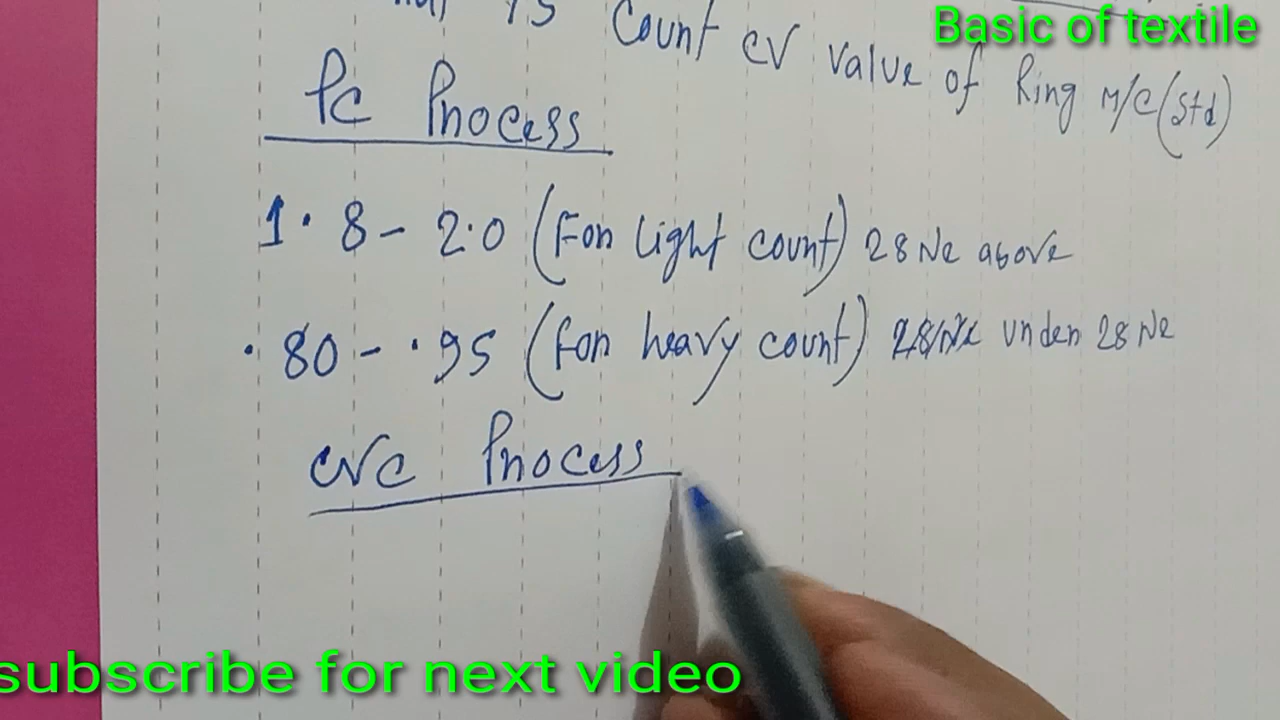 Basic of textile
is Count CV value of Ring M/C (Std)
PC Process
1.8 - 2.0 (For light count) 28 Ne above
.80 - .95 (for heavy count) under 28 Ne
CVC Process
subscribe for next video